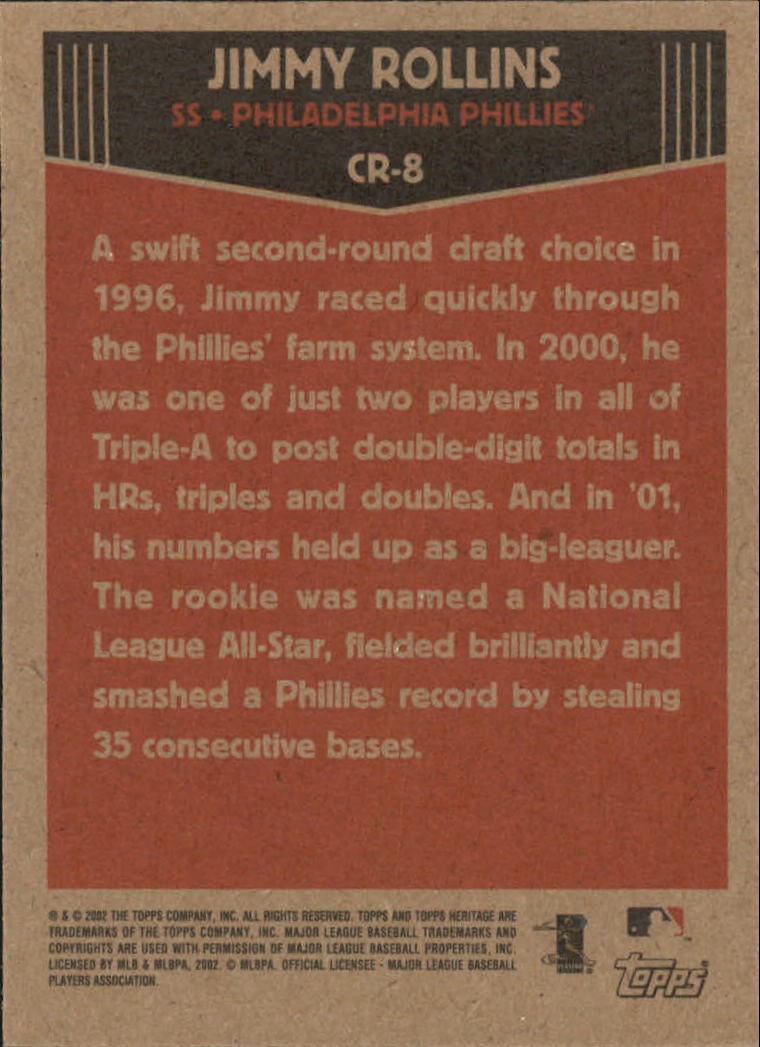 JIMMY ROLLINS
SS • PHILADELPHIA PHILLIES
CR-8
A swift second-round draft choice in
1996, Jimmy raced quickly through
the Phillies' farm system. In 2000, he
was one of just two players in all of
Triple-A to post double-digit totals in
HRs, triples and doubles. And in '01,
his numbers held up as a big-leaguer.
The rookie was named a National
League All-Star, fielded brilliantly and
smashed a Phillies record by stealing
35 consecutive bases.
® & © 2002 THE TOPPS COMPANY, INC. ALL RIGHTS RESERVED. TOPPS AND TOPPS HERITAGE ARE
TRADEMARKS OF THE TOPPS COMPANY, INC. MAJOR LEAGUE BASEBALL TRADEMARKS AND
COPYRIGHTS ARE USED WITH PERMISSION OF MAJOR LEAGUE BASEBALL PROPERTIES, INC.
LICENSED BY MLB & MLBPA, 2002. © MLBPA. OFFICIAL LICENSEE - MAJOR LEAGUE BASEBALL
PLAYERS ASSOCIATION.
TOPPS®